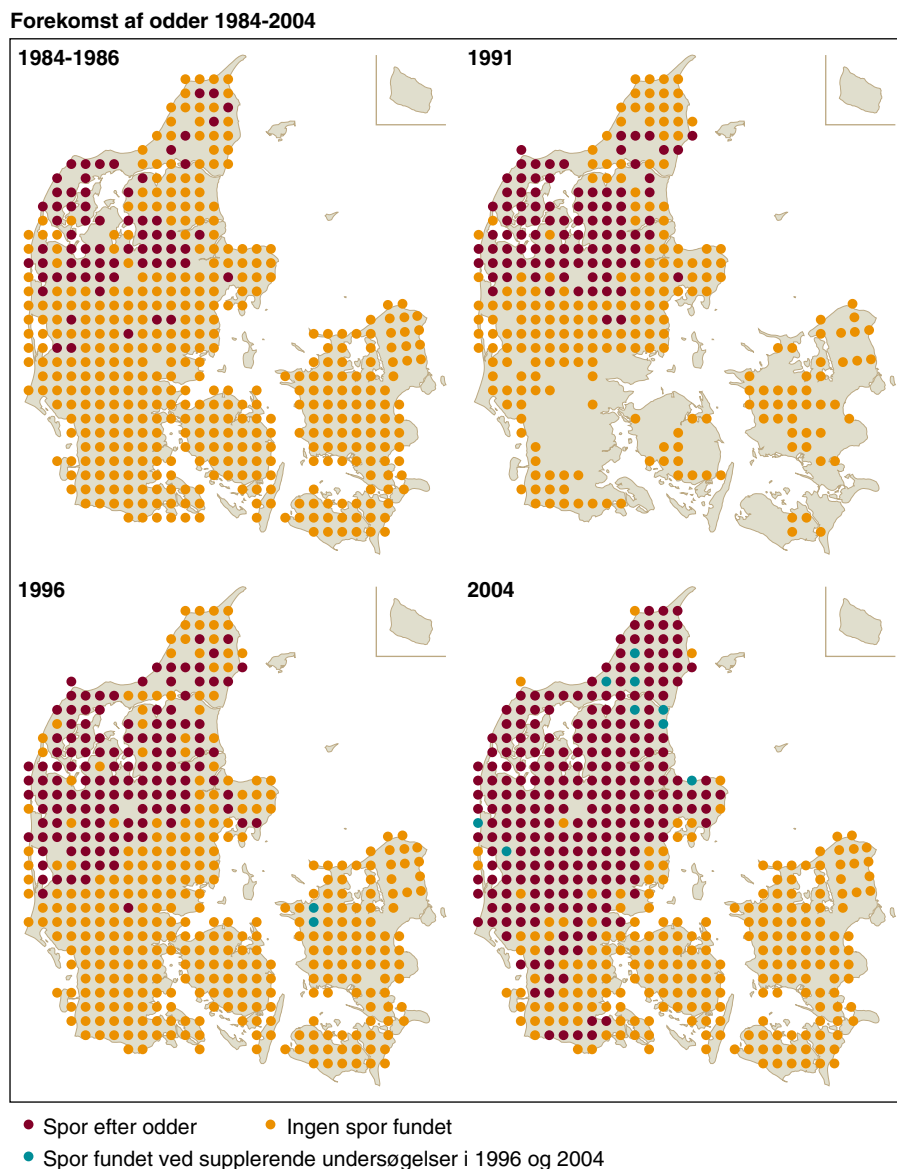 Forekomst af odder 1984-2004
1984-1986
1991
1996
2004
Spor efter odder
Ingen spor fundet
Spor fundet ved supplerende undersøgelser i 1996 og 2004